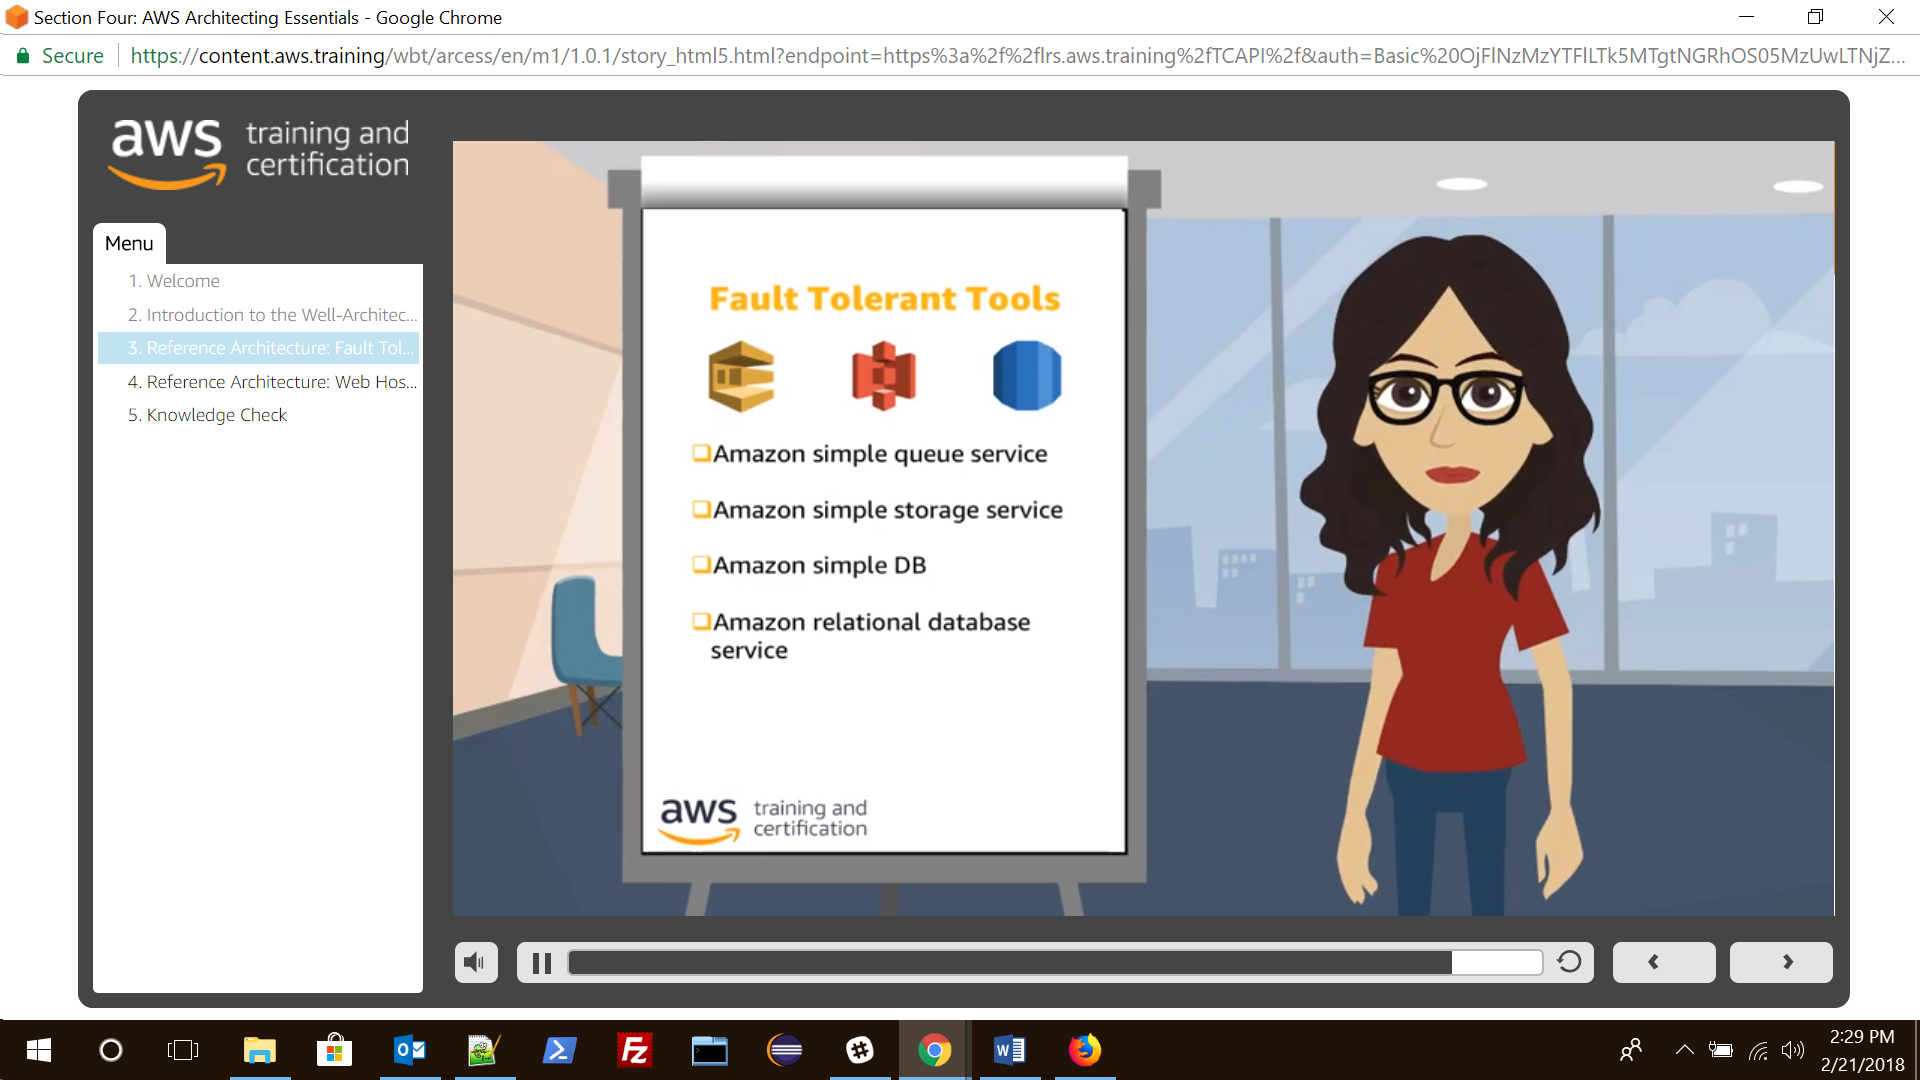 Section Four: AWS Architecting Essentials - Google Chrome
Secure https://content.aws.training/wbt/arcess/en/m1/1.0.1/story_html5.html?endpoint=https%3a%2f%2flrs.aws.training%2fTCAPI%2f&auth=Basic%20OjFlNzMzYTFlLTk5MTgtNGRhOS05MzUwLTNjZ...
aws training and
certification
Menu
1. Welcome
2. Introduction to the Well-Architec...
3. Reference Architecture: Fault Tol...
4. Reference Architecture: Web Hos...
5. Knowledge Check
Fault Tolerant Tools
Amazon simple queue service
Amazon simple storage service
Amazon simple DB
Amazon relational database
service
aws training and
certification
2:29 PM
2/21/2018